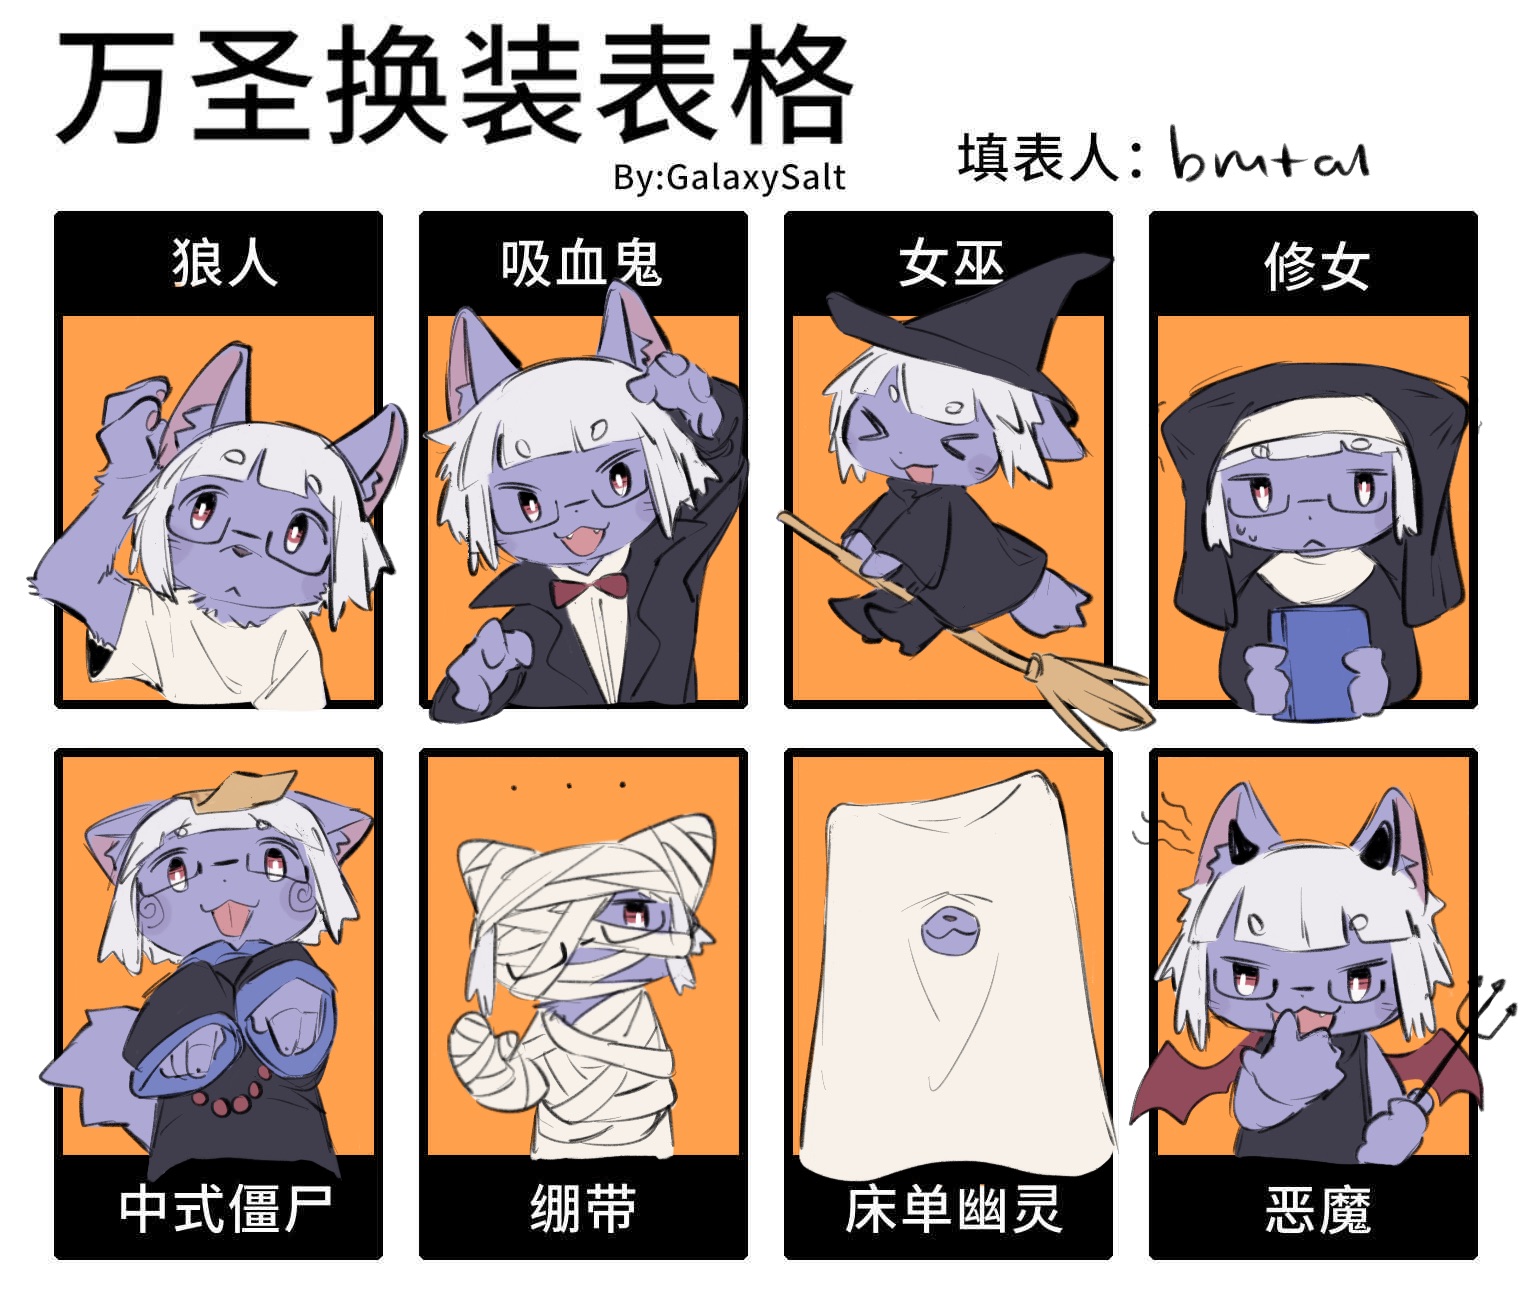 万圣换装表格
By:GalaxySalt
填表人：brutal
狼人
吸血鬼
女巫
修女
中式僵尸
绷带
床单幽灵
恶魔